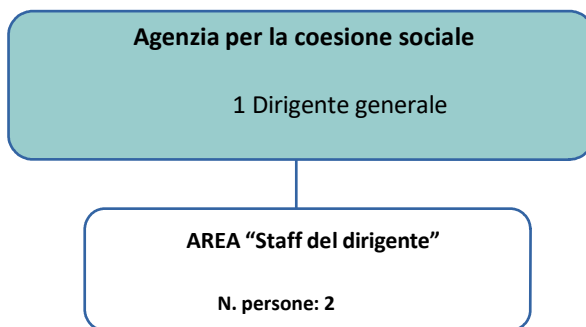 Agenzia per la coesione sociale
1 Dirigente generale
AREA “Staff del dirigente”
N. persone: 2